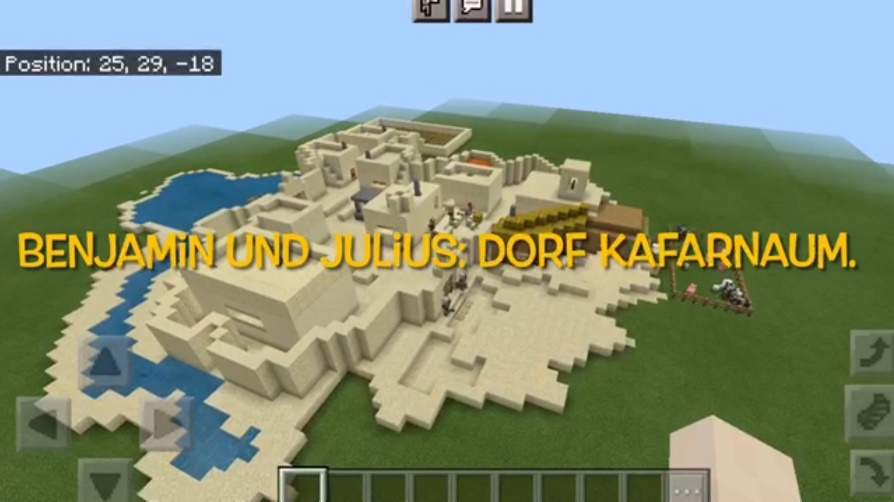 Position: 25, 29, -18
BENJAMIN UND JULIUS: DORF KAFARNAUM.